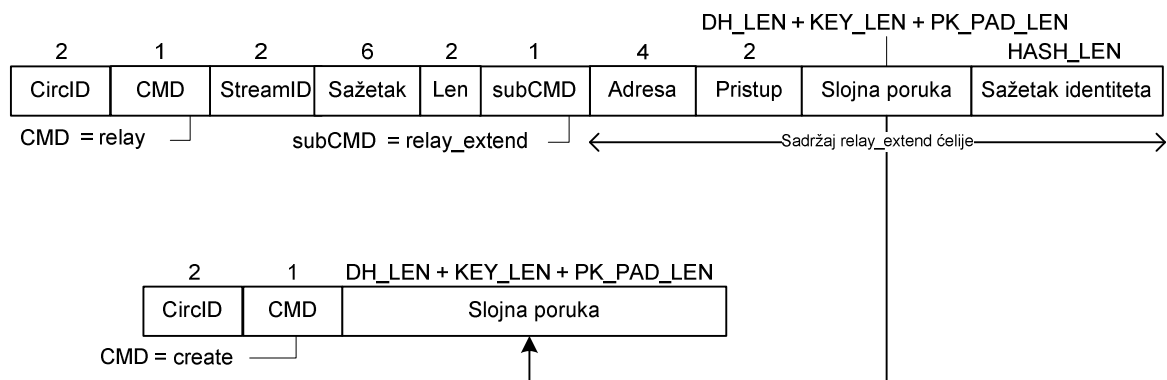 DH_LEN + KEY_LEN + PK_PAD_LEN
2 1 2 6 2 1 4 2 HASH_LEN
CircID CMD StreamID Sažetak Len subCMD Adresa Pristup Slojna poruka Sažetak identiteta
CMD = relay subCMD = relay_extend Sadržaj relay_extend ćelije
2 1 DH_LEN + KEY_LEN + PK_PAD_LEN
CircID CMD Slojna poruka
CMD = create